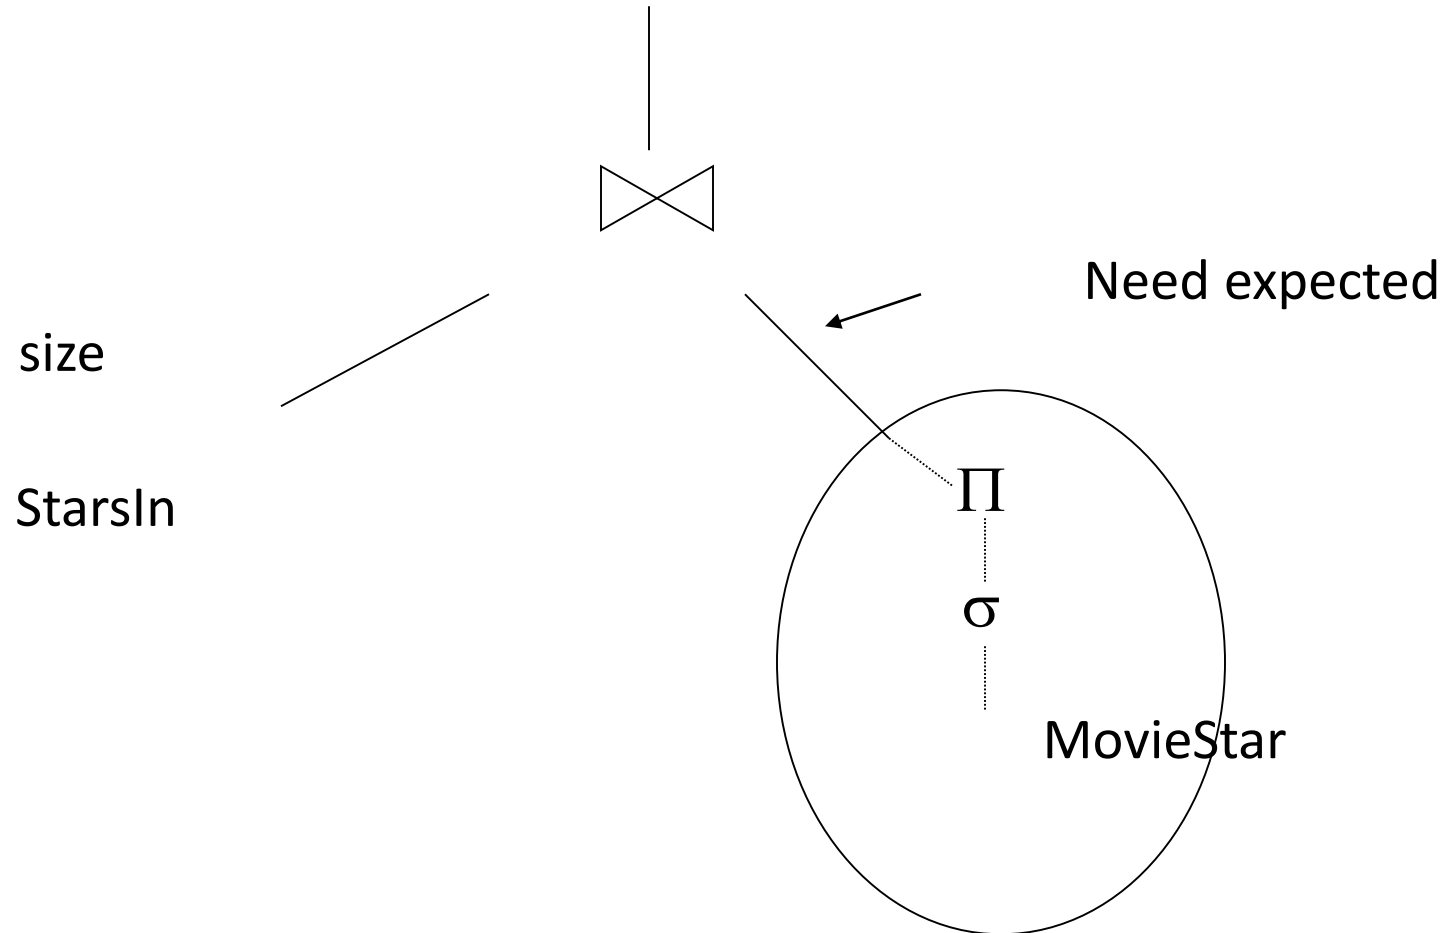 Need expected
size
StarsIn
Π
σ
MovieStar